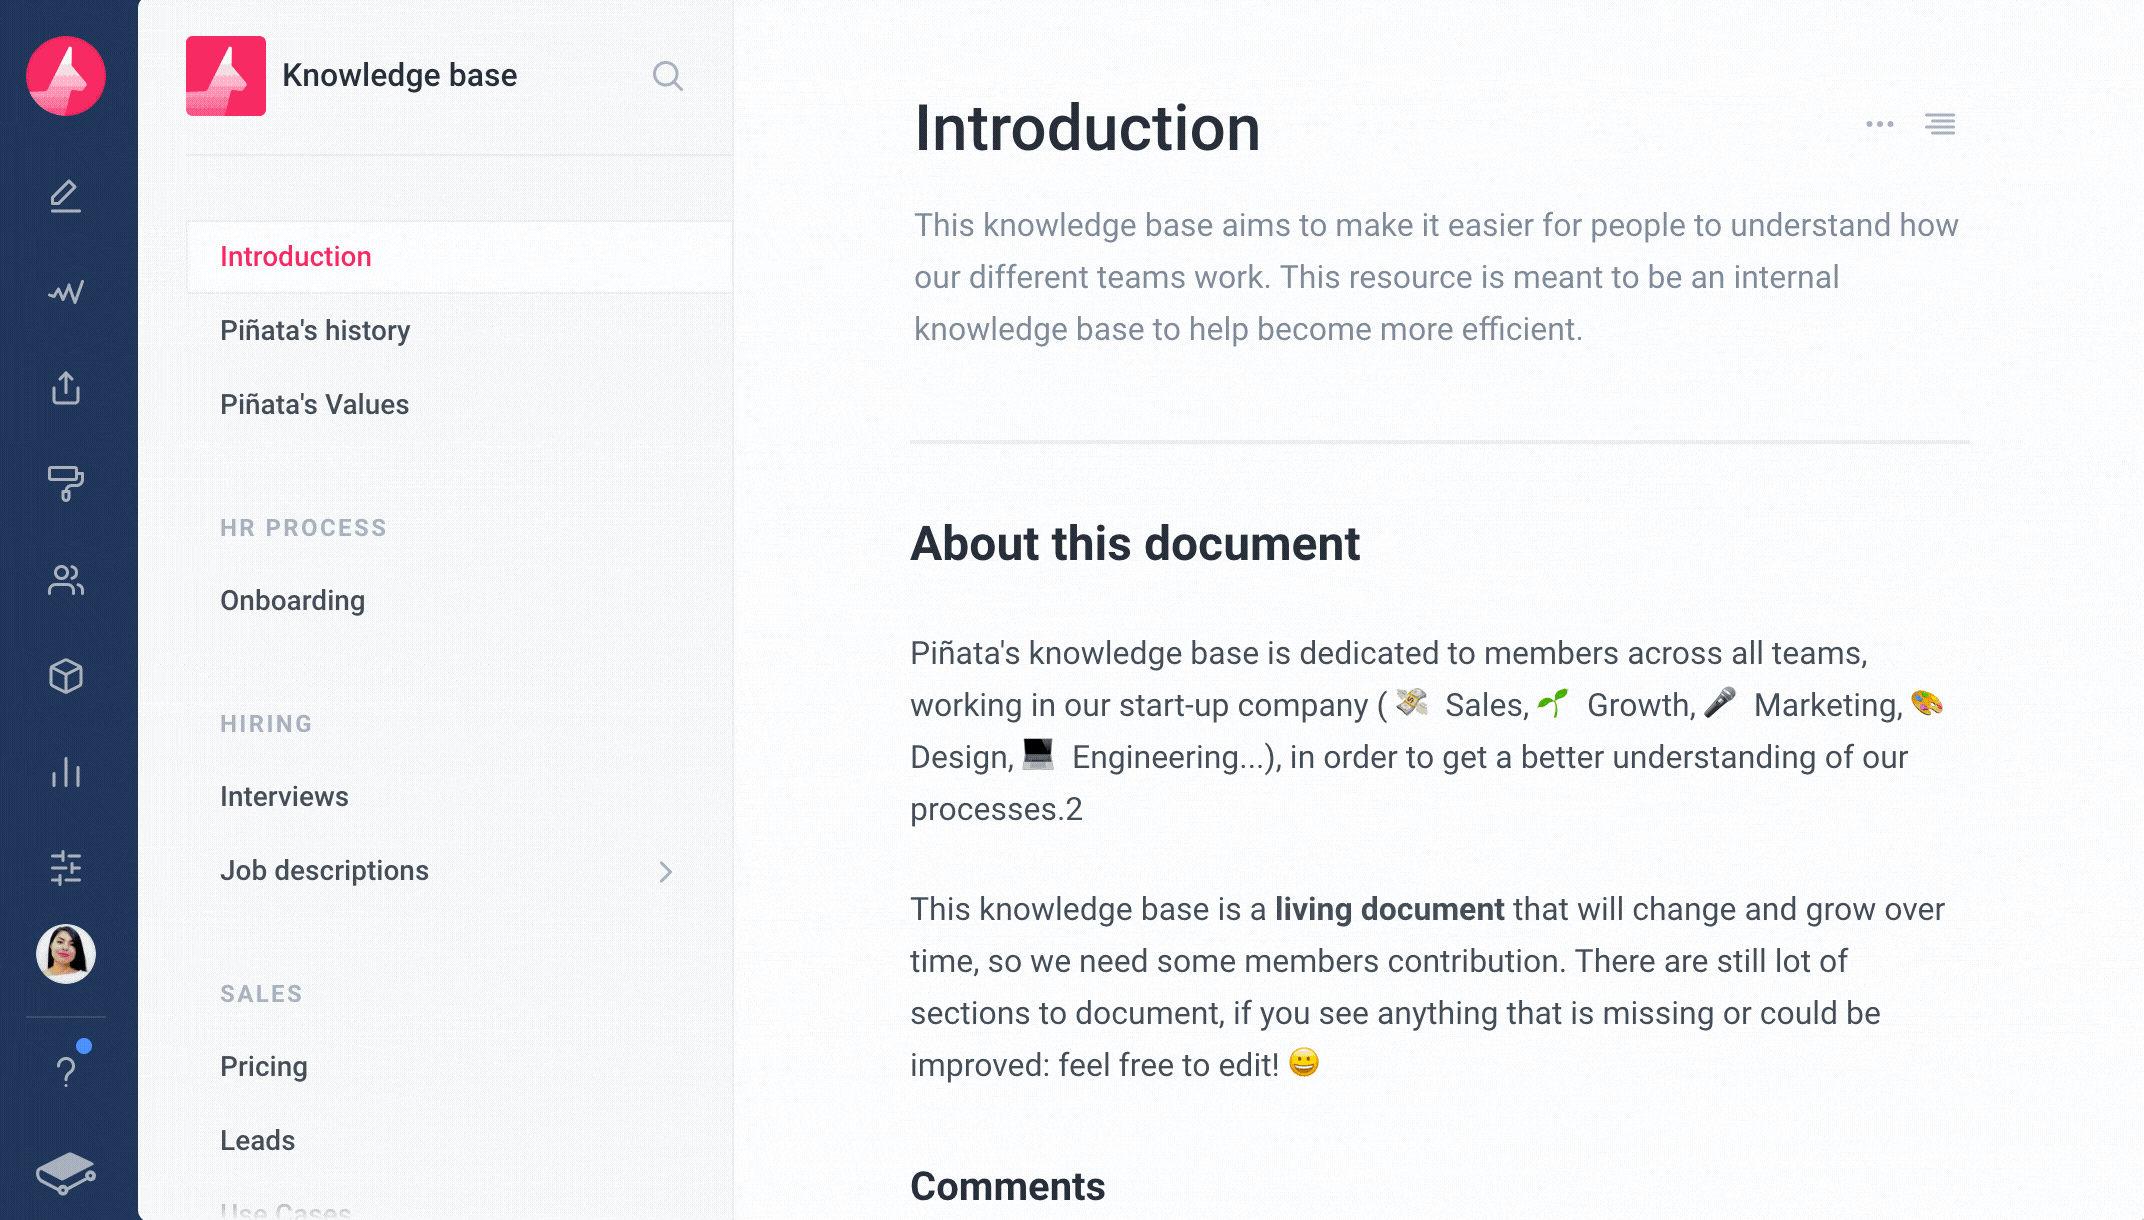 Knowledge base
Introduction
Piñata's history
Piñata's Values
HR PROCESS
Onboarding
HIRING
Interviews
Job descriptions
SALES
Pricing
Leads
Use Cases
Introduction
This knowledge base aims to make it easier for people to understand how
our different teams work. This resource is meant to be an internal
knowledge base to help become more efficient.
About this document
Piñata's knowledge base is dedicated to members across all teams,
working in our start-up company ( 💸 Sales, 🌱 Growth, 🎤 Marketing, 🎨
Design, 💻 Engineering...), in order to get a better understanding of our
processes.2
This knowledge base is a living document that will change and grow over
time, so we need some members contribution. There are still lot of
sections to document, if you see anything that is missing or could be
improved: feel free to edit! 😀
Comments